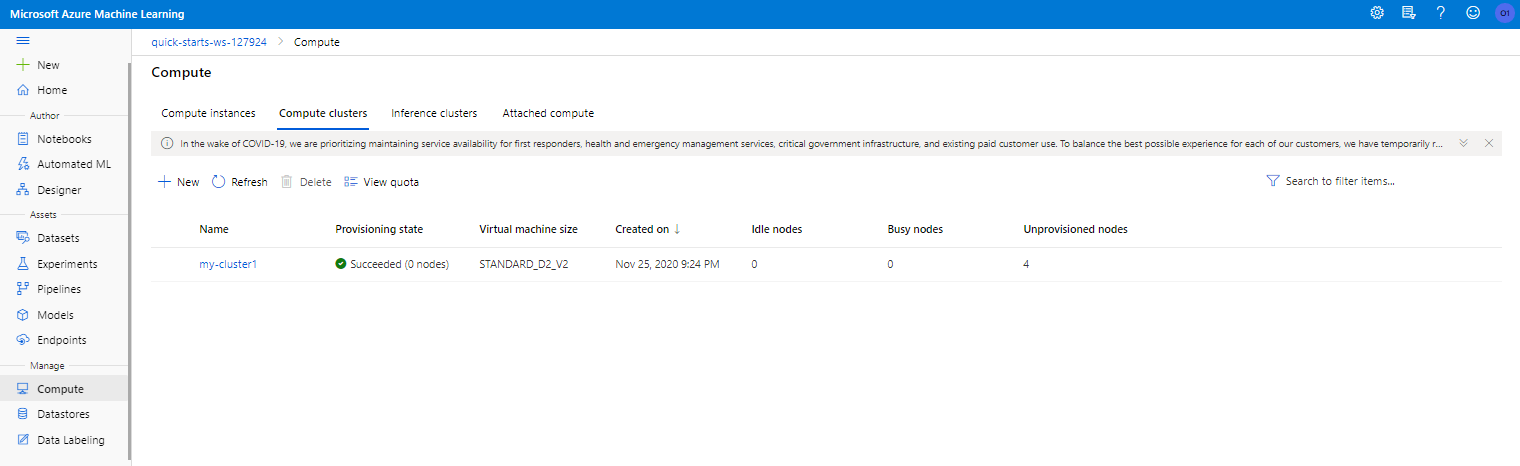 Microsoft Azure Machine Learning
01
quick-starts-ws-127924 > Compute
New
Home
Author
Notebooks
Automated ML
Designer
Assets
Datasets
Experiments
Pipelines
Models
Endpoints
Manage
Compute
Datastores
Data Labeling
Compute
Compute instances Compute clusters Inference clusters Attached compute
In the wake of COVID-19, we are prioritizing maintaining service availability for first responders, health and emergency management services, critical government infrastructure, and existing paid customer use. To balance the best possible experience for each of our customers, we have temporarily r...
New Refresh Delete View quota Search to filter items...
Name Provisioning state Virtual machine size Created on ↓ Idle nodes Busy nodes Unprovisioned nodes
my-cluster1 Succeeded (0 nodes) STANDARD_D2_V2 Nov 25, 2020 9:24 PM 0 0 4